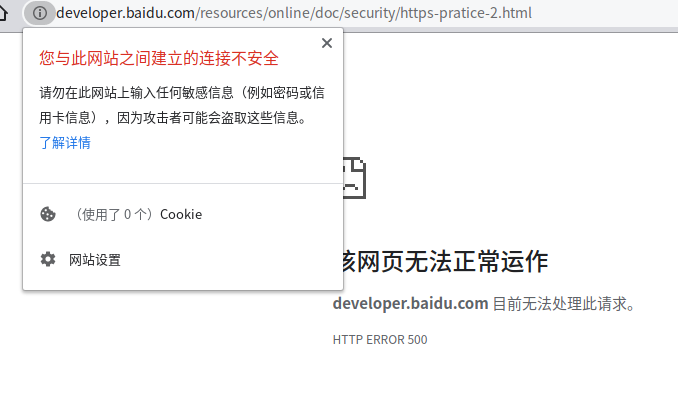 developer.baidu.com/resources/online/doc/security/https-pratice-2.html
您与此网站之间建立的连接不安全
请勿在此网站上输入任何敏感信息（例如密码或信
用卡信息），因为攻击者可能会盗取这些信息。
了解详情
（使用了 0 个）Cookie
网站设置
该网页无法正常运作
developer.baidu.com 目前无法处理此请求。
HTTP ERROR 500